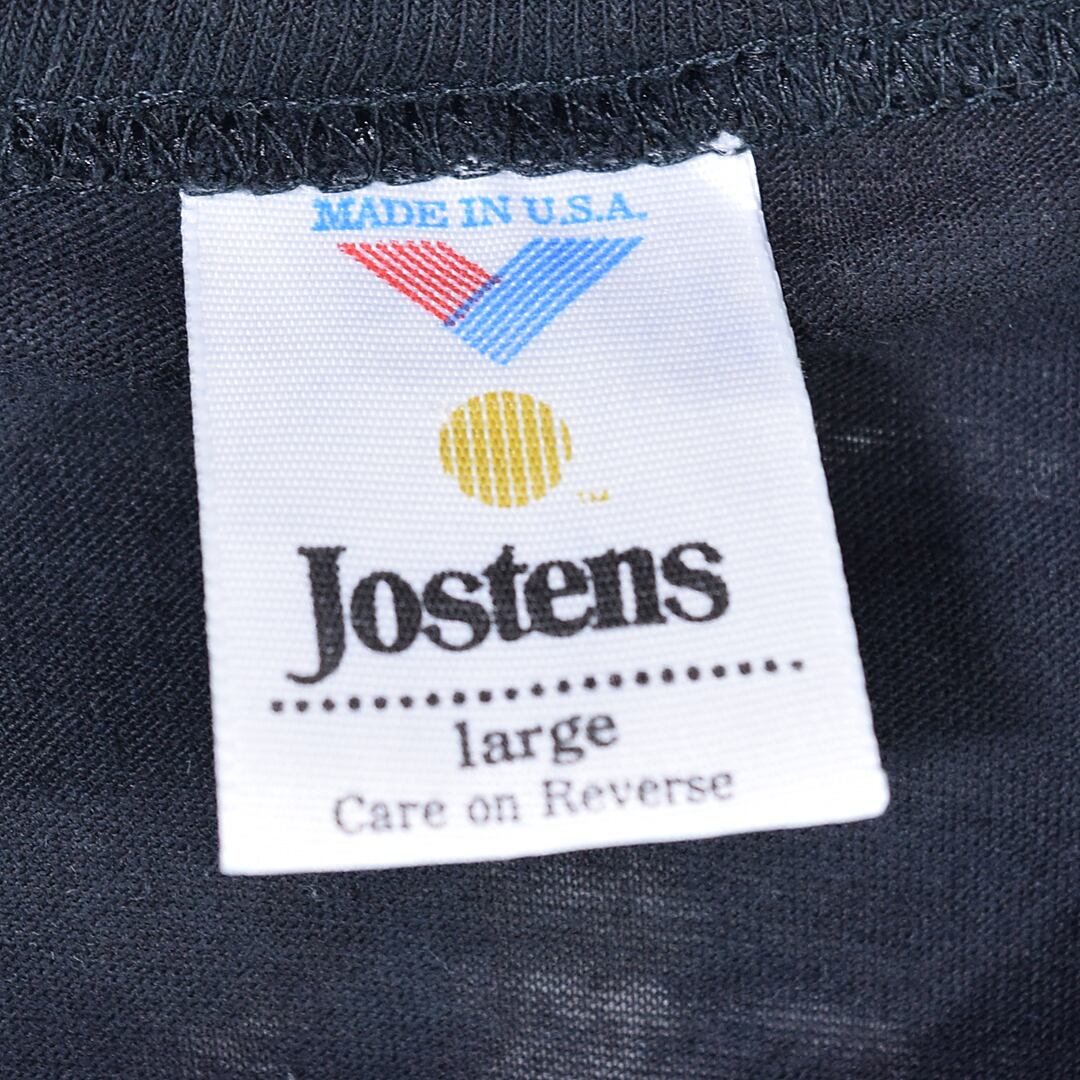 MADE IN U.S.A.
TM
Jostens
large
Care on Reverse